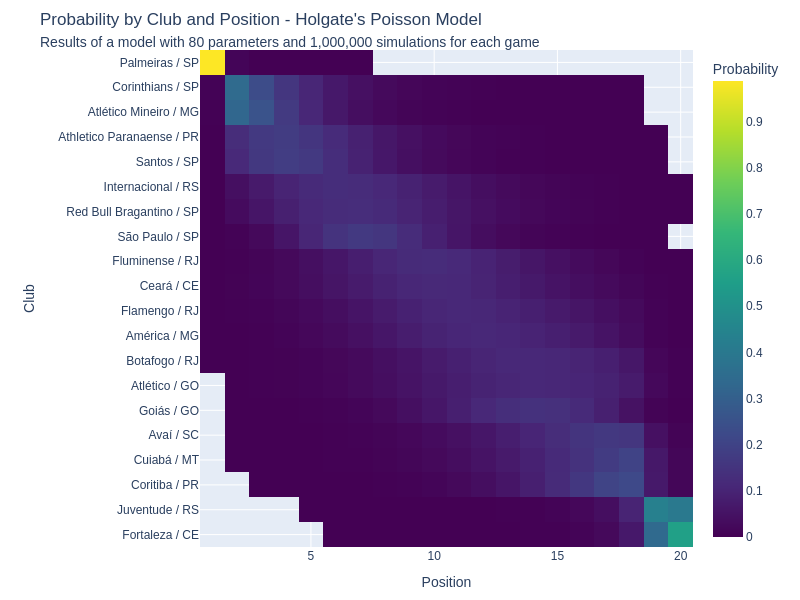 Probability by Club and Position - Holgate's Poisson Model
Results of a model with 80 parameters and 1,000,000 simulations for each game
Probability
Club
Palmeiras / SP
Corinthians / SP
Atlético Mineiro / MG
Athletico Paranaense / PR
Santos / SP
Internacional / RS
Red Bull Bragantino / SP
São Paulo / SP
Fluminense / RJ
Ceará / CE
Flamengo / RJ
América / MG
Botafogo / RJ
Atlético / GO
Goiás / GO
Avaí / SC
Cuiabá / MT
Coritiba / PR
Juventude / RS
Fortaleza / CE
0.9
0.8
0.7
0.6
0.5
0.4
0.3
0.2
0.1
0
5 10 15 20
Position